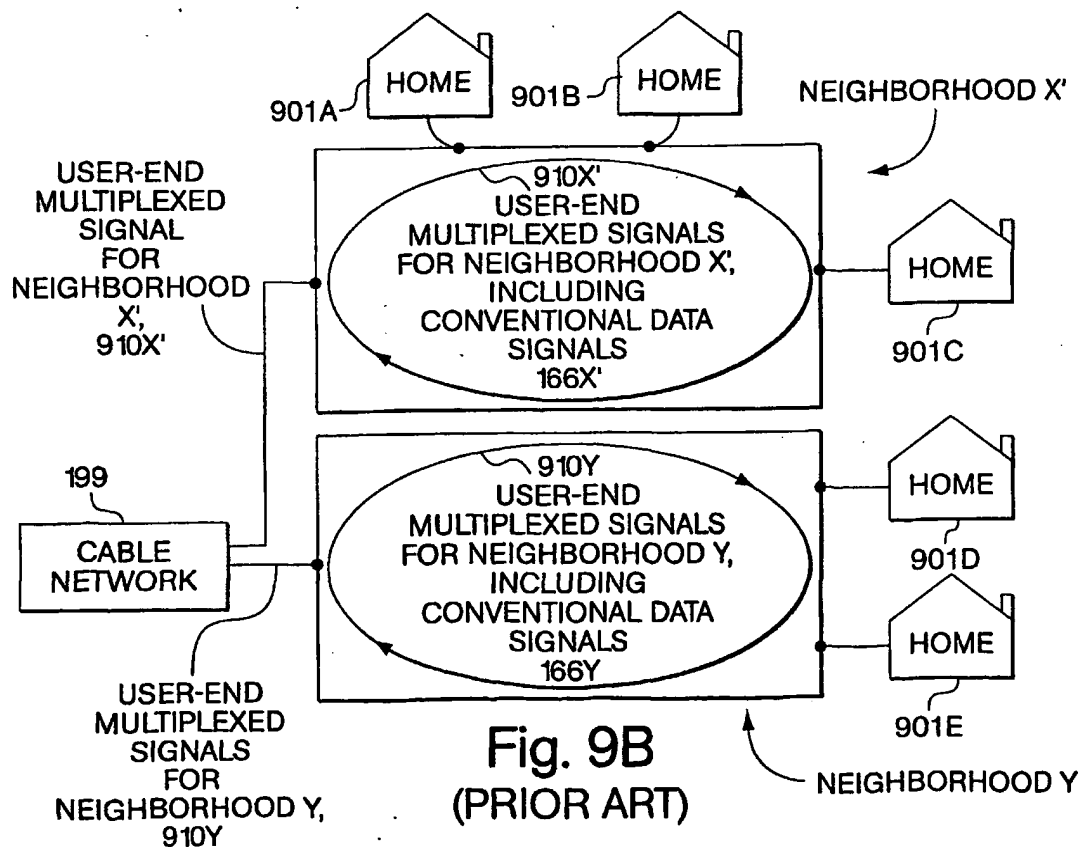 HOME
901A
HOME
901B
NEIGHBORHOOD X'
USER-END
MULTIPLEXED
SIGNAL
FOR
NEIGHBORHOOD
X',
910X'
910X'
USER-END
MULTIPLEXED SIGNALS
FOR NEIGHBORHOOD X',
INCLUDING
CONVENTIONAL DATA
SIGNALS
166X'
HOME
901C
199
CABLE
NETWORK
910Y
USER-END
MULTIPLEXED SIGNALS
FOR NEIGHBORHOOD Y,
INCLUDING
CONVENTIONAL DATA
SIGNALS
166Y
HOME
901D
HOME
901E
USER-END
MULTIPLEXED
SIGNALS
FOR
NEIGHBORHOOD Y,
910Y
NEIGHBORHOOD Y
Fig. 9B
(PRIOR ART)